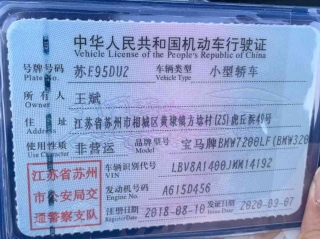 中华人民共和国机动车行驶证
Vehicle License of the People's Republic of China
号牌号码 苏E95DU2 车辆类型 小型轿车
Plate No. Vehicle Type
所有人 王斌
Owner
住址 江苏省苏州市相城区黄埭镇方埝村(25)虎丘浜40号
Address
使用性质 非营运 品牌型号 宝马牌BMW7200LF(BMW320
Use Character Model
江苏省苏州市公安局交通警察支队
车辆识别代号 LBV8A1400JMM14192
VIN
发动机号码 A615D456
Engine No.
注册日期 2018-08-10 发证日期 2020-09-07
Register Date Issue Date